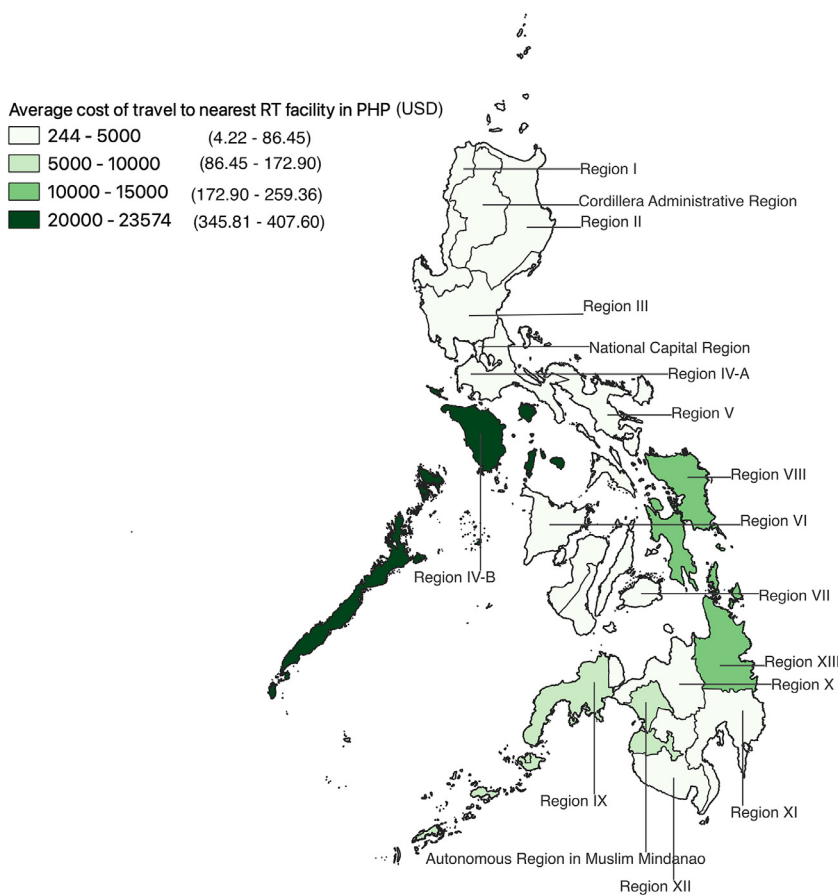 Average cost of travel to nearest RT facility in PHP (USD)
244 - 5000 (4.22 - 86.45)
5000 - 10000 (86.45 - 172.90)
10000 - 15000 (172.90 - 259.36)
20000 - 23574 (345.81 - 407.60)
Region I
Cordillera Administrative Region
Region II
Region III
National Capital Region
Region IV-A
Region V
Region VIII
Region VI
Region IV-B
Region VII
Region XIII
Region X
Region IX
Region XI
Autonomous Region in Muslim Mindanao
Region XII